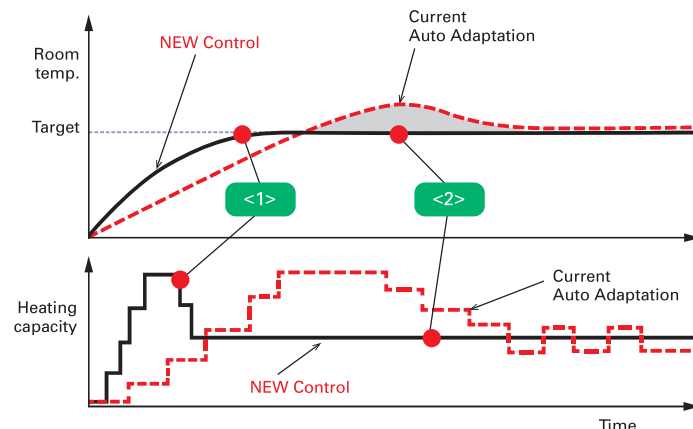 Current
Auto Adaptation
NEW Control
Room
temp.
Target
<1>
<2>
Current
Auto Adaptation
Heating
capacity
NEW Control
Time